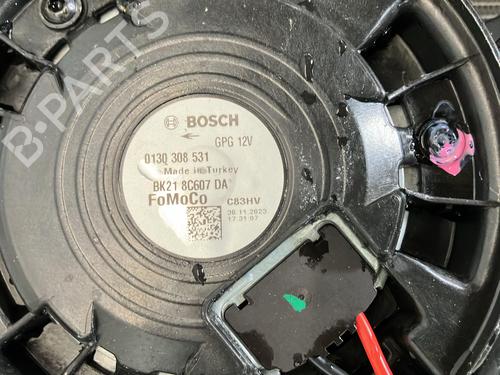 B-PARTS
BOSCH
GPG 12V
0130 308 531
Made in Turkey
BK21 8C607 DA
FoMoCo
C83HV
30.11.2023
17:31:07